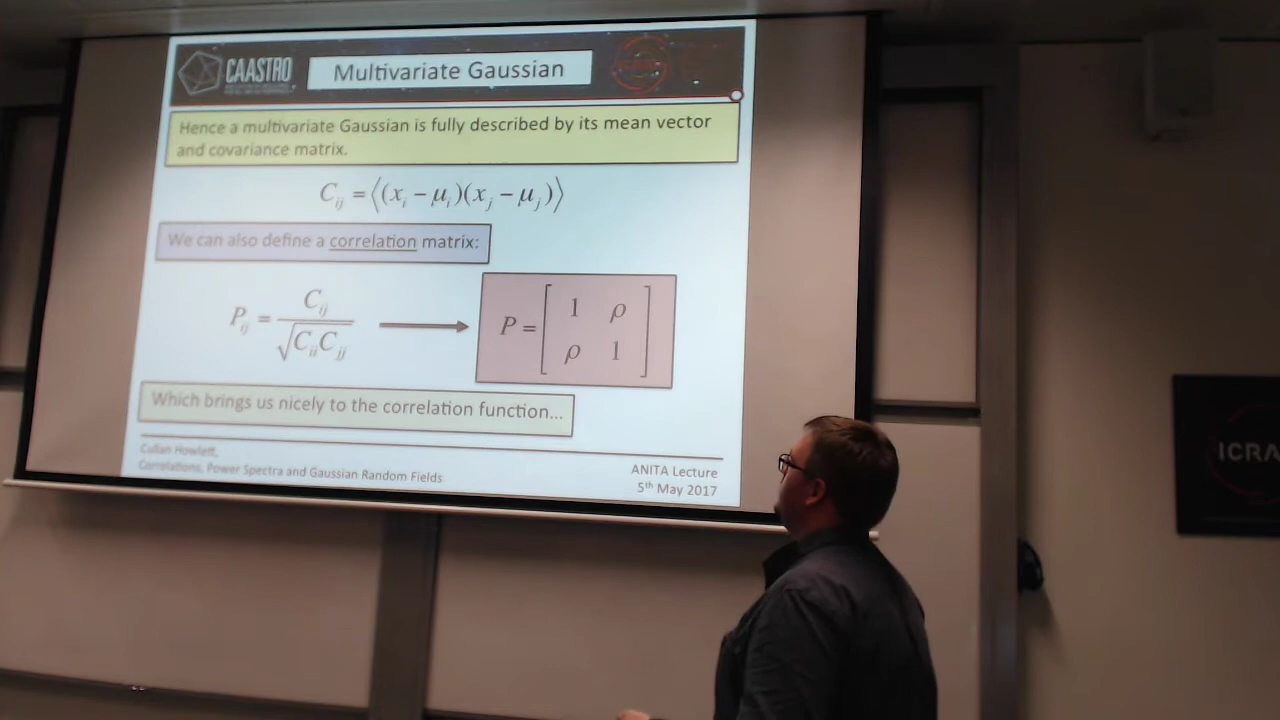 CAASTRO
Multivariate Gaussian
Hence a multivariate Gaussian is fully described by its mean vector
and covariance matrix.
C_ij = ⟨(x_i − μ_i)(x_j − μ_j)⟩
We can also define a correlation matrix:
P_ij = C_ij / √(C_ii C_jj)
P = [1 ρ
ρ 1]
Which brings us nicely to the correlation function...
Cullan Howlett,
Correlations, Power Spectra and Gaussian Random Fields
ANITA Lecture
5th May 2017
ICRA